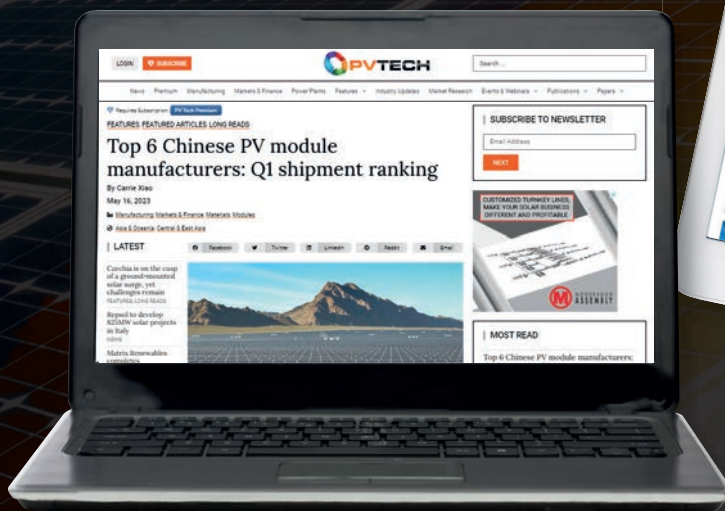 LOGIN
SUBSCRIBE
PVTECH
Search ...
News Premium Manufacturing Markets & Finance Power Plants Features Industry Updates Market Research Events & Webinars Publications Papers
Requires Subscription PV Tech Premium
FEATURES, FEATURED ARTICLES, LONG READS
Top 6 Chinese PV module
manufacturers: Q1 shipment ranking
By Carrie Xiao
May 16, 2023
Manufacturing, Markets & Finance, Materials, Modules
Asia & Oceania, Central & East Asia
LATEST
Facebook Twitter LinkedIn Reddit Email
Czechia is on the cusp
of a ground-mounted
solar surge, yet
challenges remain
FEATURES, LONG READS
Repsol to develop
825MW solar projects
in Italy
NEWS
Matrix Renewables
completes
SUBSCRIBE TO NEWSLETTER
Email Address
NEXT
CUSTOMIZED TURNKEY LINES,
MAKE YOUR SOLAR BUSINESS
DIFFERENT AND PROFITABLE.
MONDRAGON
ASSEMBLY
MOST READ
Top 6 Chinese PV module manufacturers: